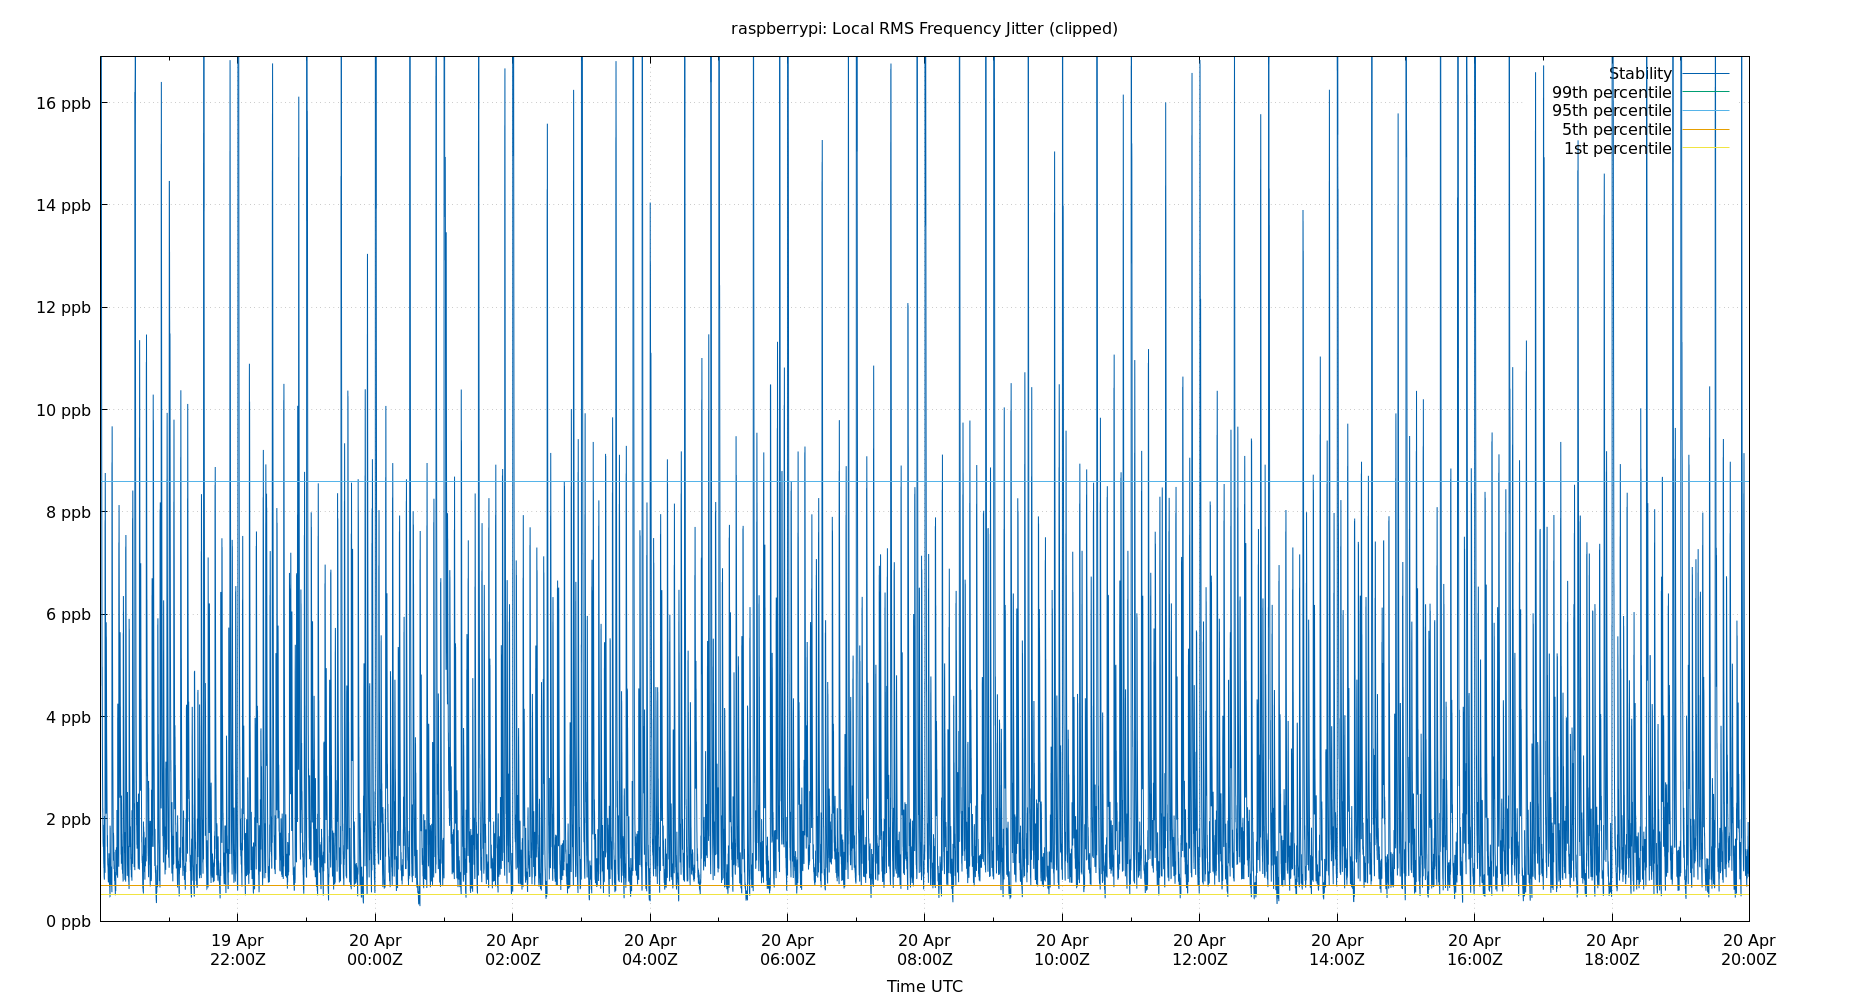 raspberrypi: Local RMS Frequency Jitter (clipped)
Stability
99th percentile
95th percentile
5th percentile
1st percentile
16 ppb
14 ppb
12 ppb
10 ppb
8 ppb
6 ppb
4 ppb
2 ppb
0 ppb
19 Apr 20 Apr 20 Apr 20 Apr 20 Apr 20 Apr 20 Apr 20 Apr 20 Apr 20 Apr 20 Apr 20 Apr
22:00Z 00:00Z 02:00Z 04:00Z 06:00Z 08:00Z 10:00Z 12:00Z 14:00Z 16:00Z 18:00Z 20:00Z
Time UTC